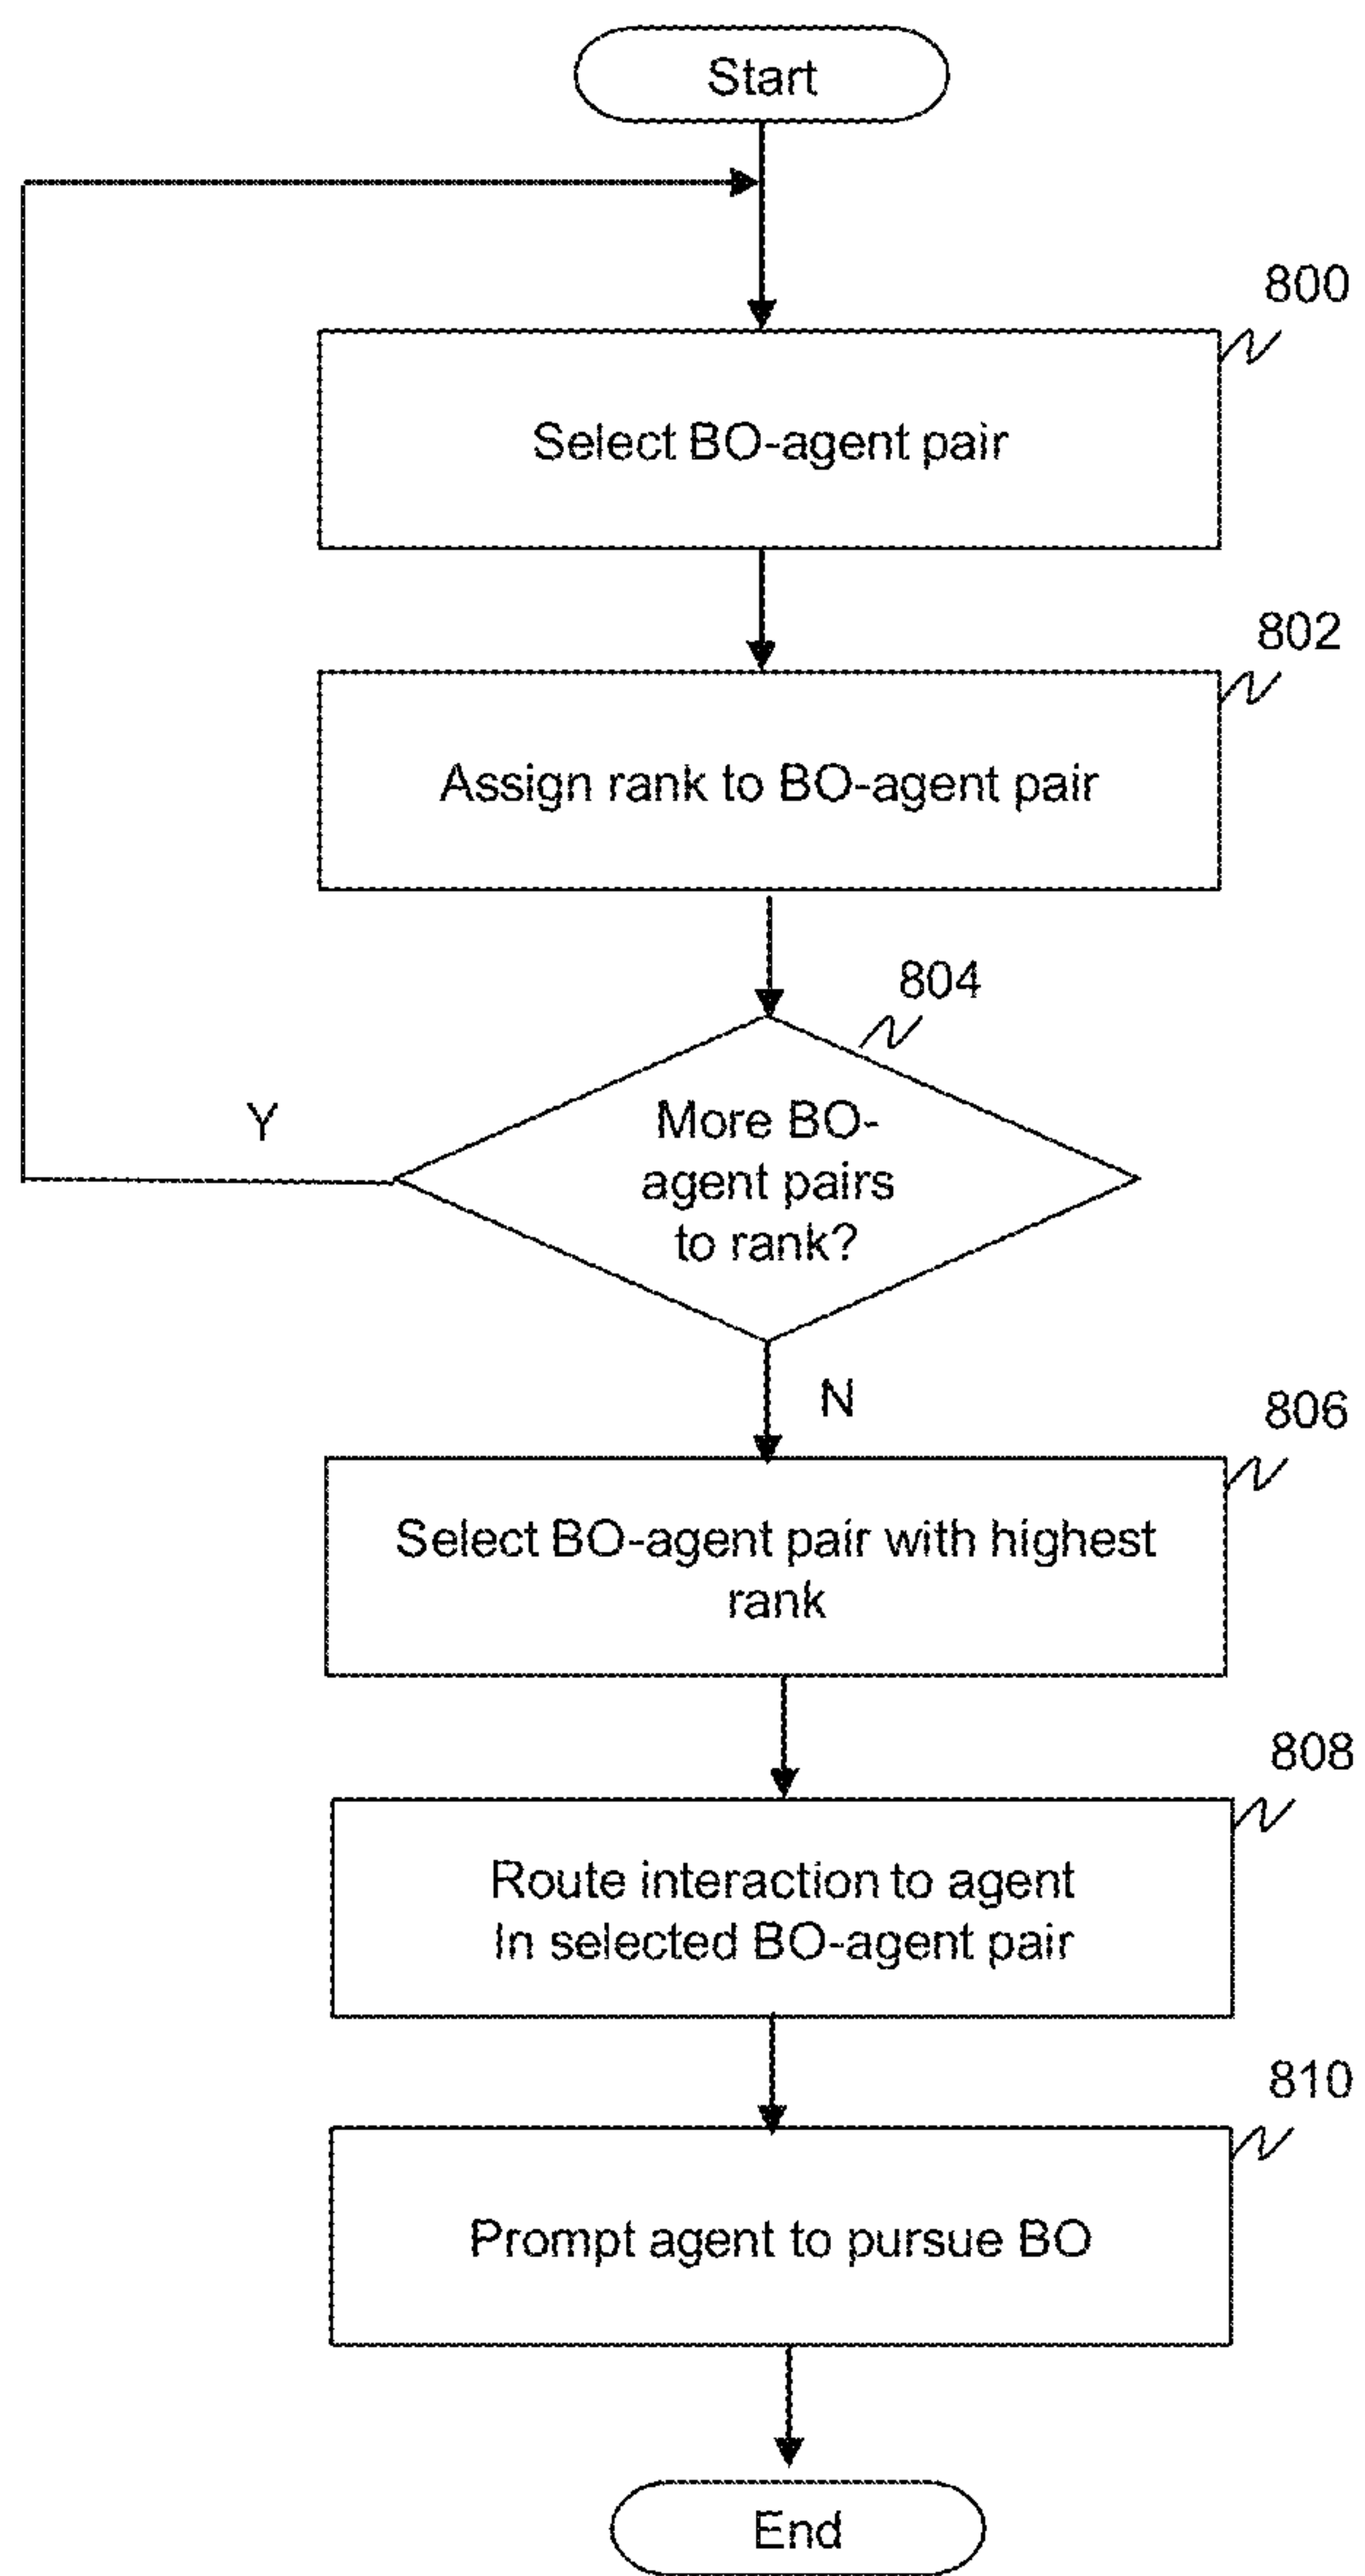 Start
800
Select BO-agent pair
802
Assign rank to BO-agent pair
804
More BO-
agent pairs
to rank?
Y
N
806
Select BO-agent pair with highest
rank
808
Route interaction to agent
In selected BO-agent pair
810
Prompt agent to pursue BO
End